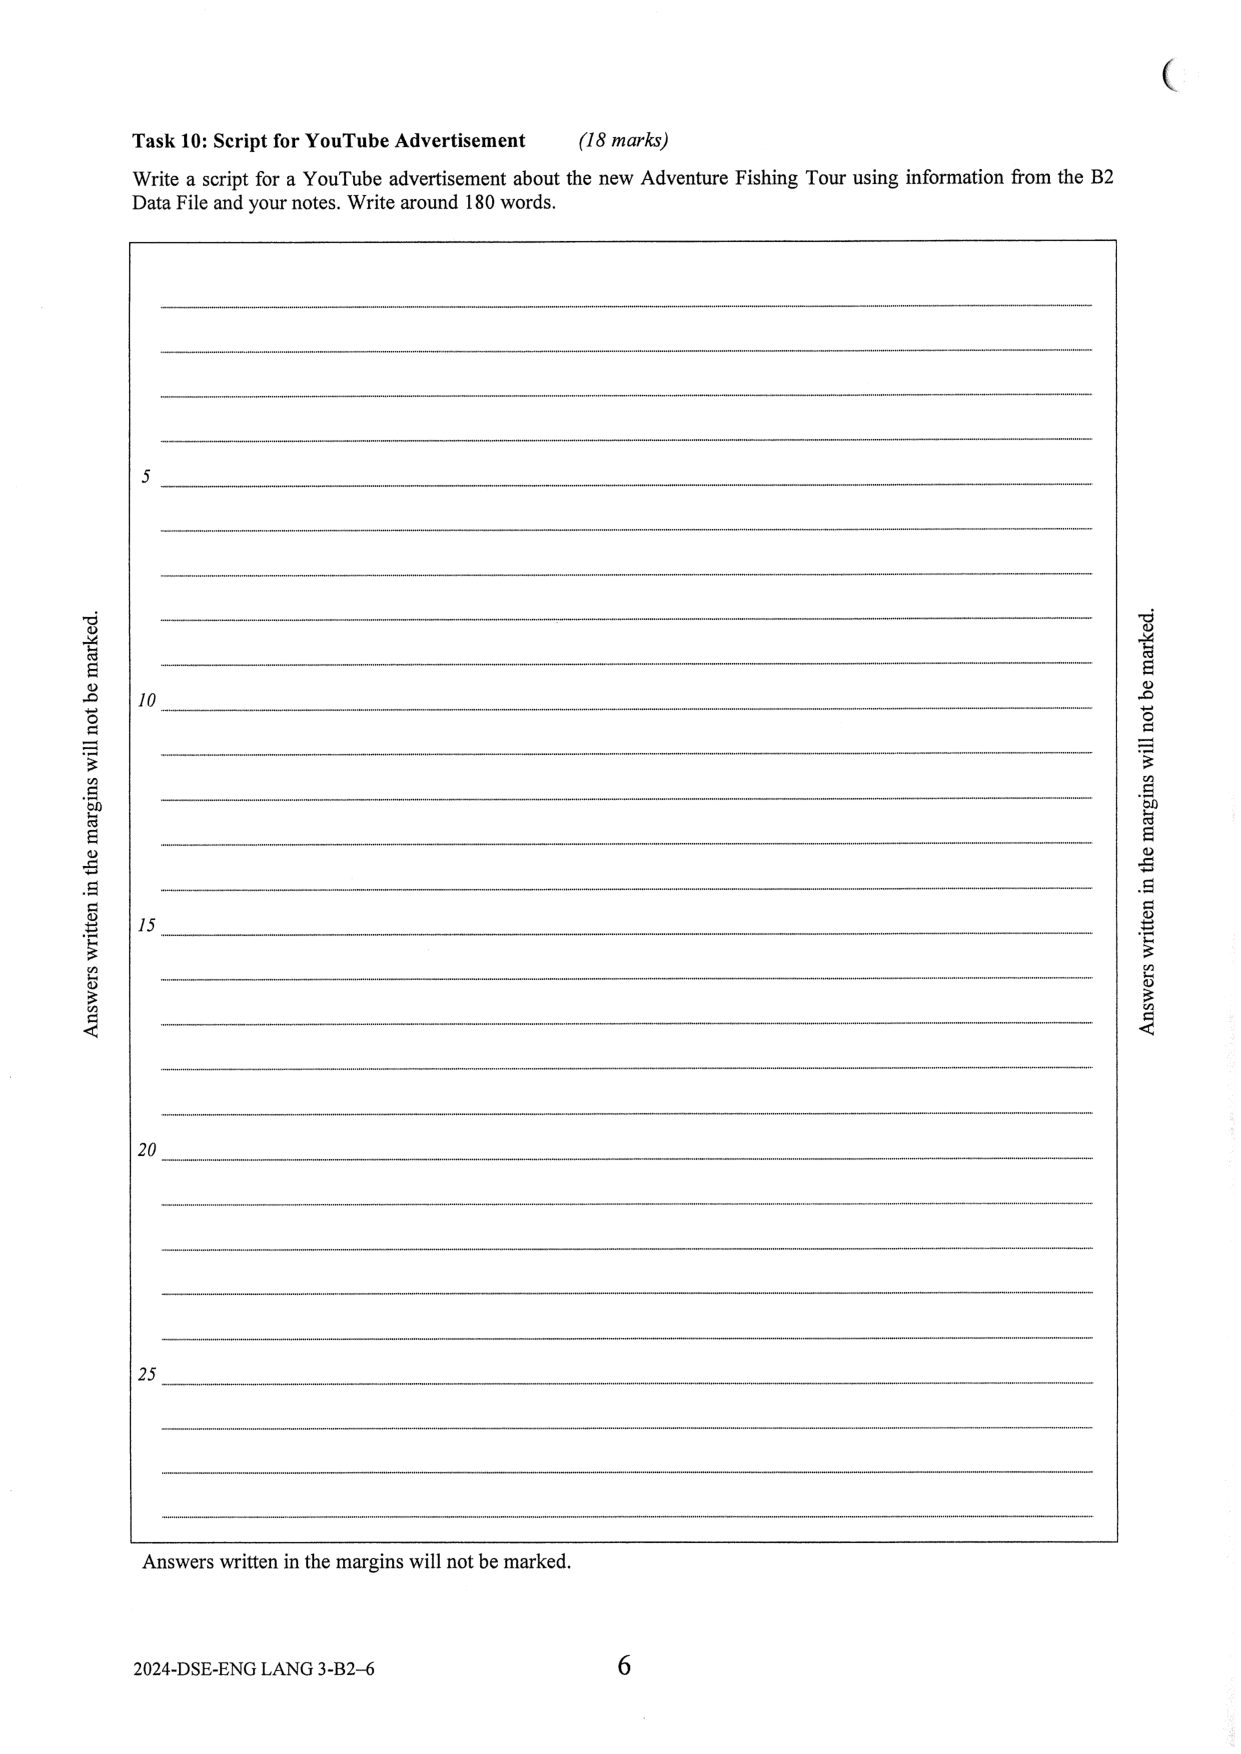 Task 10: Script for YouTube Advertisement (18 marks)
Write a script for a YouTube advertisement about the new Adventure Fishing Tour using information from the B2
Data File and your notes. Write around 180 words.
5
10
15
20
25
Answers written in the margins will not be marked.
Answers written in the margins will not be marked.
Answers written in the margins will not be marked.
2024-DSE-ENG LANG 3-B2–6
6